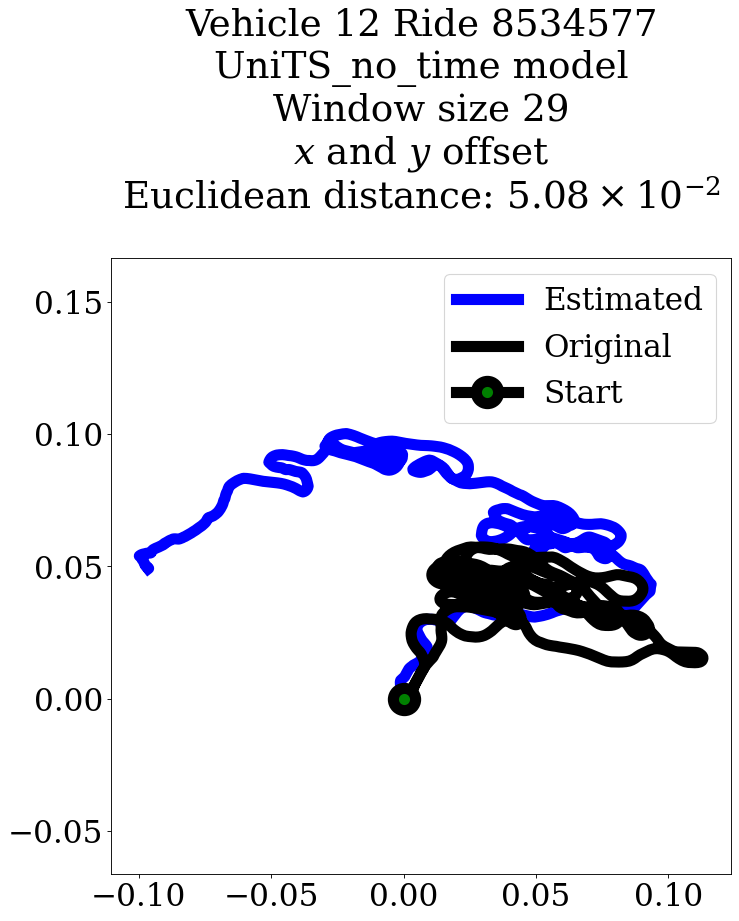 Vehicle 12 Ride 8534577
UniTS_no_time model
Window size 29
x and y offset
Euclidean distance: 5.08 × 10⁻²
Estimated
Original
Start
0.15
0.10
0.05
0.00
−0.05
−0.10
−0.05
0.00
0.05
0.10